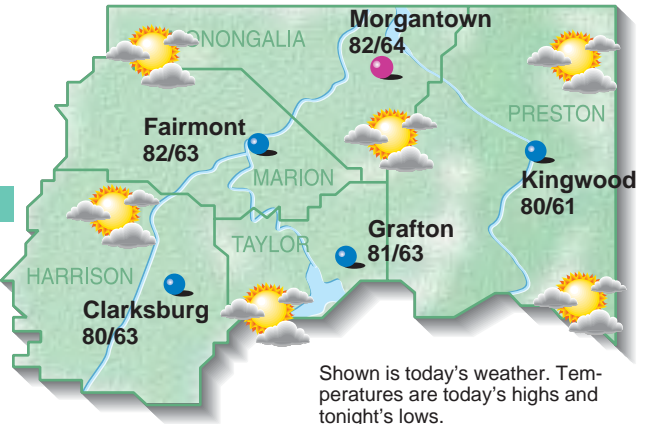 Morgantown
82/64
PRESTON
Fairmont
82/63
MARION
Kingwood
80/61
Grafton
81/63
TAYLOR
HARRISON
Clarksburg
80/63
Shown is today's weather. Tem-
peratures are today's highs and
tonight's lows.